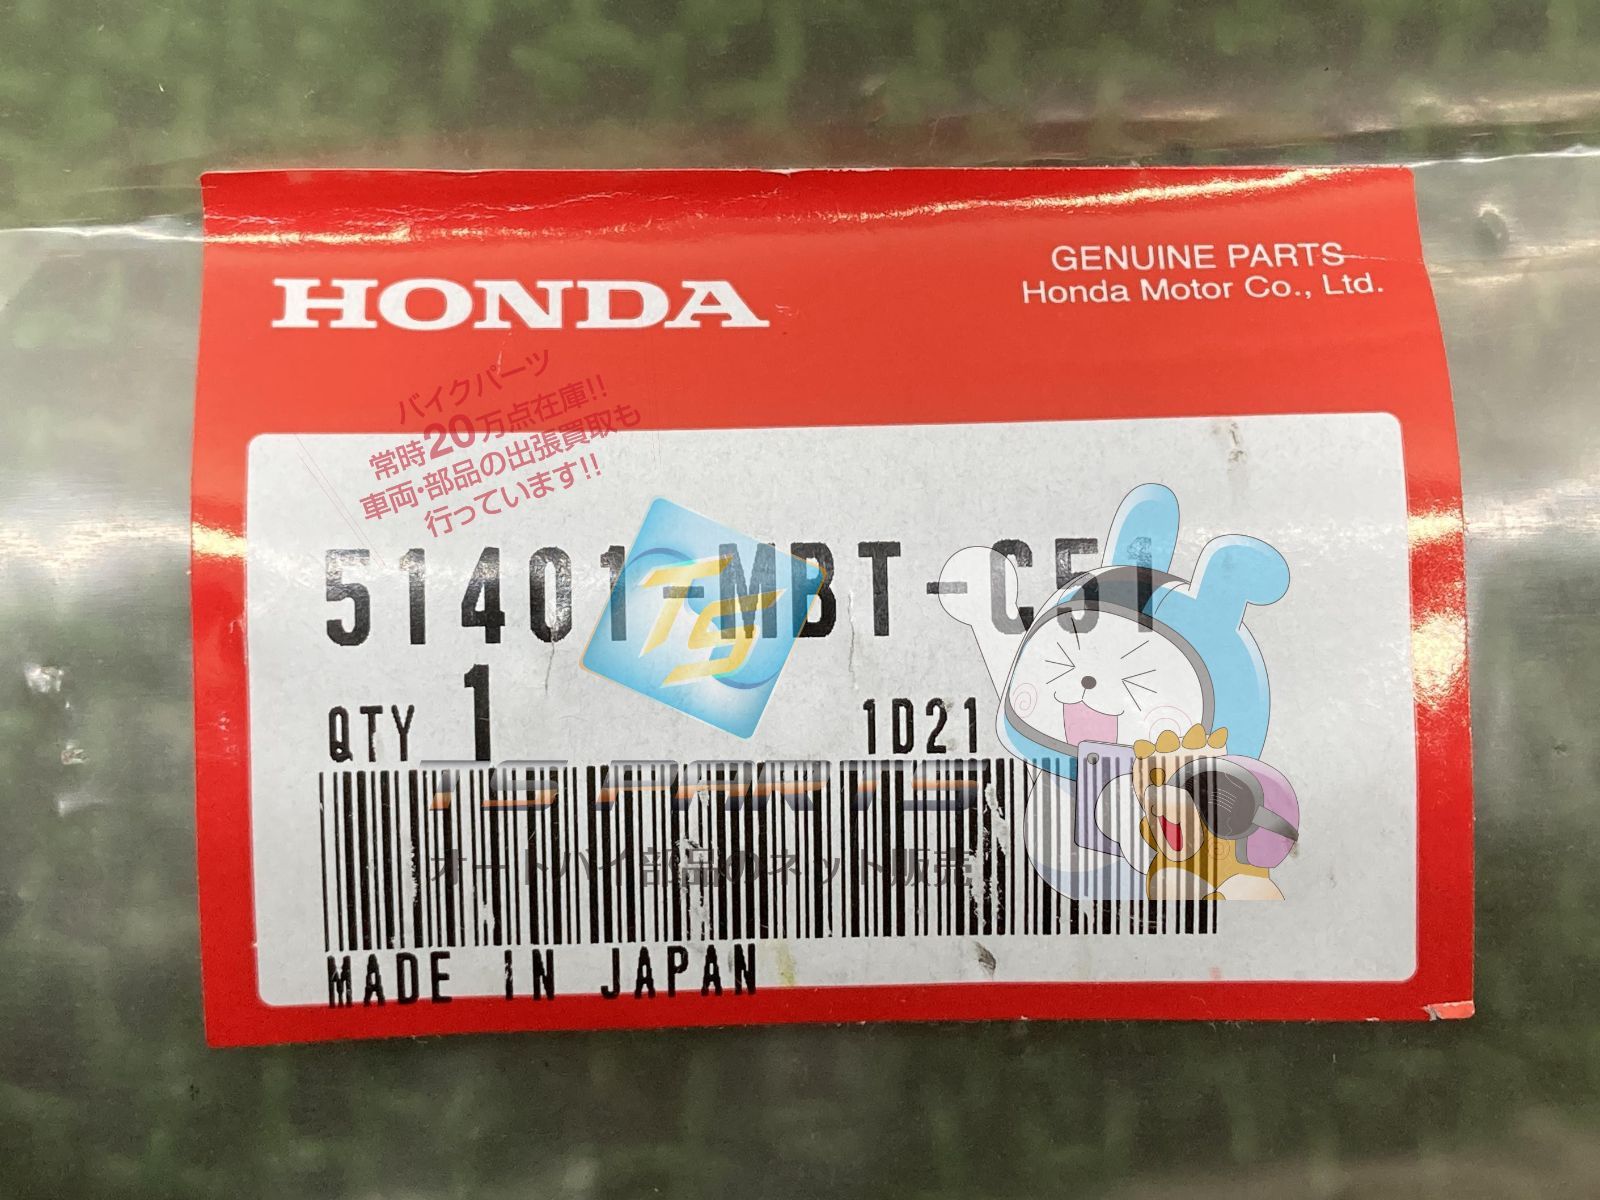 HONDA
GENUINE PARTS
Honda Motor Co., Ltd.
バイクパーツ
常時20万点在庫!!
車両・部品の出張買取も
行っています!!
51401-MBT-C51
TS
QTY 1
1D21
TS PARTS
オートバイ部品のネット販売
MADE IN JAPAN